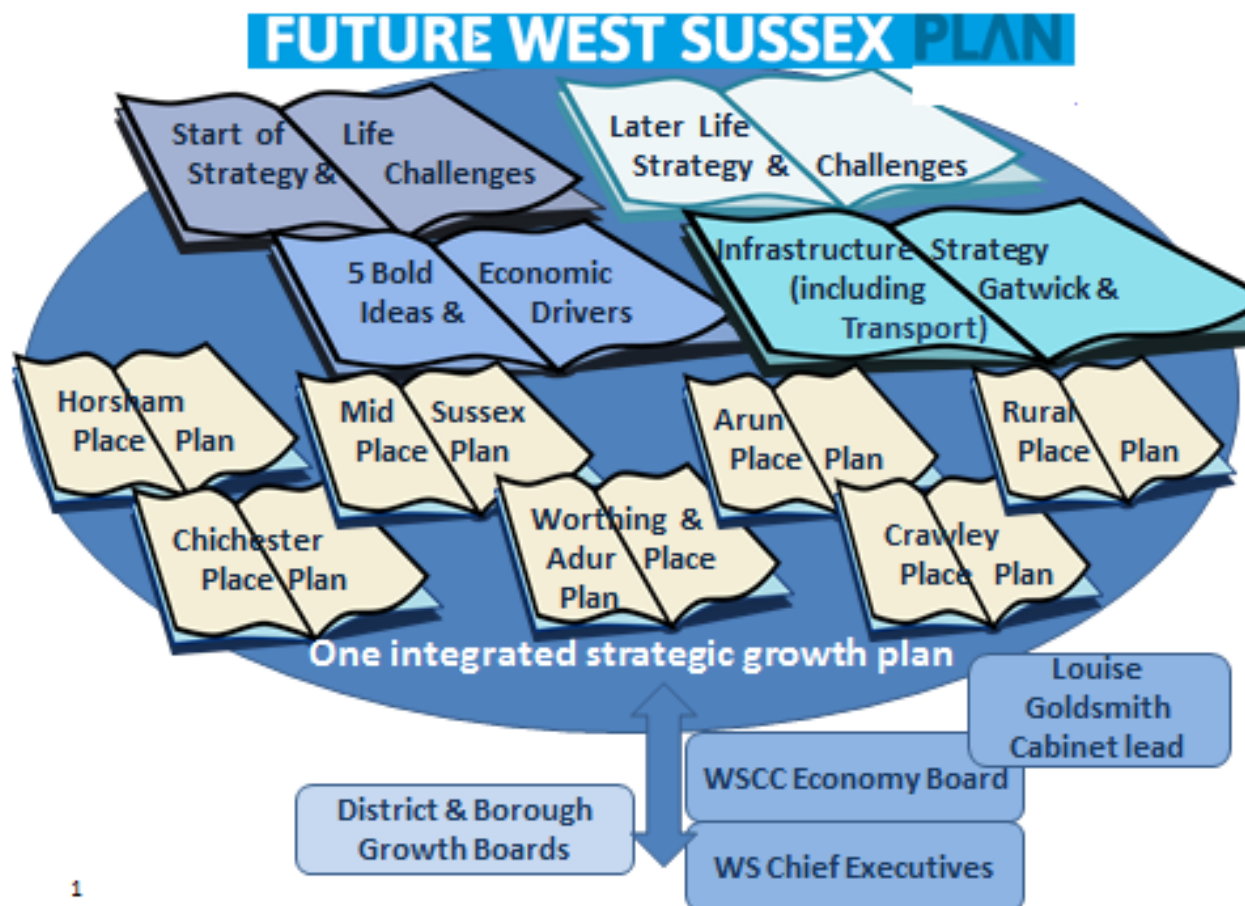 FUTURE WEST SUSSEX PLAN
Start of Life
Strategy & Challenges
Later Life
Strategy & Challenges
5 Bold Economic
Ideas & Drivers
Infrastructure Strategy
(including Gatwick &
Transport)
Horsham
Place Plan
Mid Sussex
Place Plan
Arun
Place Plan
Rural
Place Plan
Chichester
Place Plan
Worthing &
Adur Place
Plan
Crawley
Place Plan
One integrated strategic growth plan
Louise
Goldsmith
Cabinet lead
WSCC Economy Board
District & Borough
Growth Boards
WS Chief Executives
1